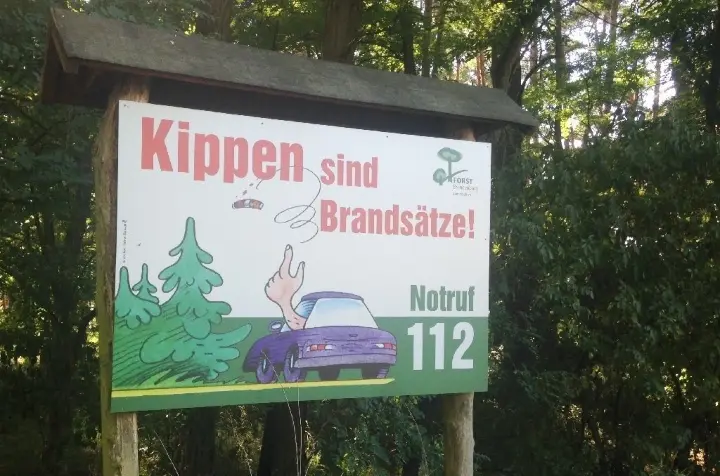 Kippen sind
Brandsätze!
FORST
Notruf
112